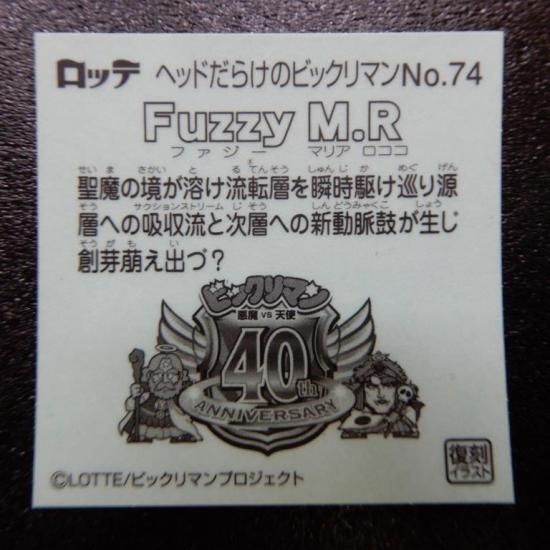 ロッテ ヘッドだらけのビックリマンNo.74
Fuzzy M.R
ファジー マリア ロココ
聖魔の境が溶け流転層を瞬時駆け巡り源
層への吸収流と次層への新動脈鼓が生じ
創芽萌え出づ?
ビックリマン
悪魔 VS 天使
40th
ANNIVERSARY
復刻
イラスト
©LOTTE/ビックリマンプロジェクト